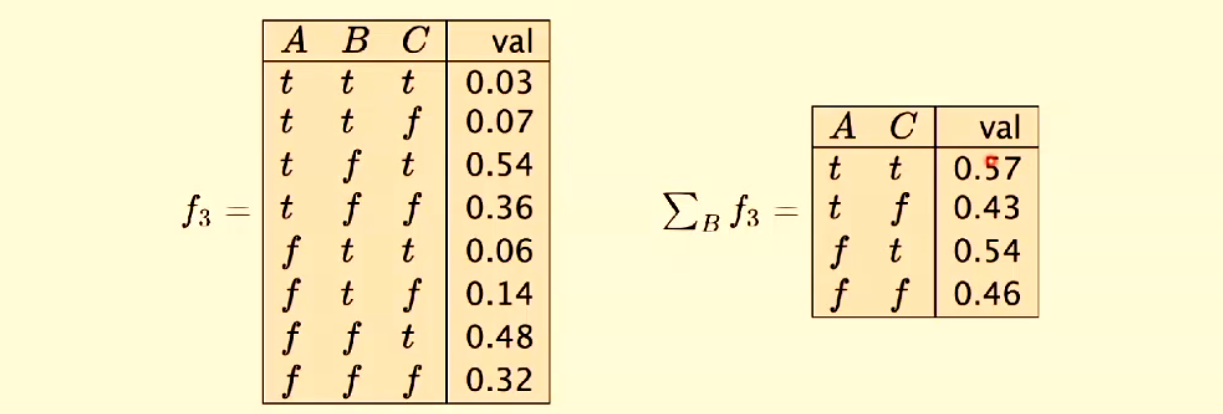 A B C val
t t t 0.03
t t f 0.07
t f t 0.54
f₃ = t f f 0.36
f t t 0.06
f t f 0.14
f f t 0.48
f f f 0.32
A C val
t t 0.57
∑_B f₃ = t f 0.43
f t 0.54
f f 0.46